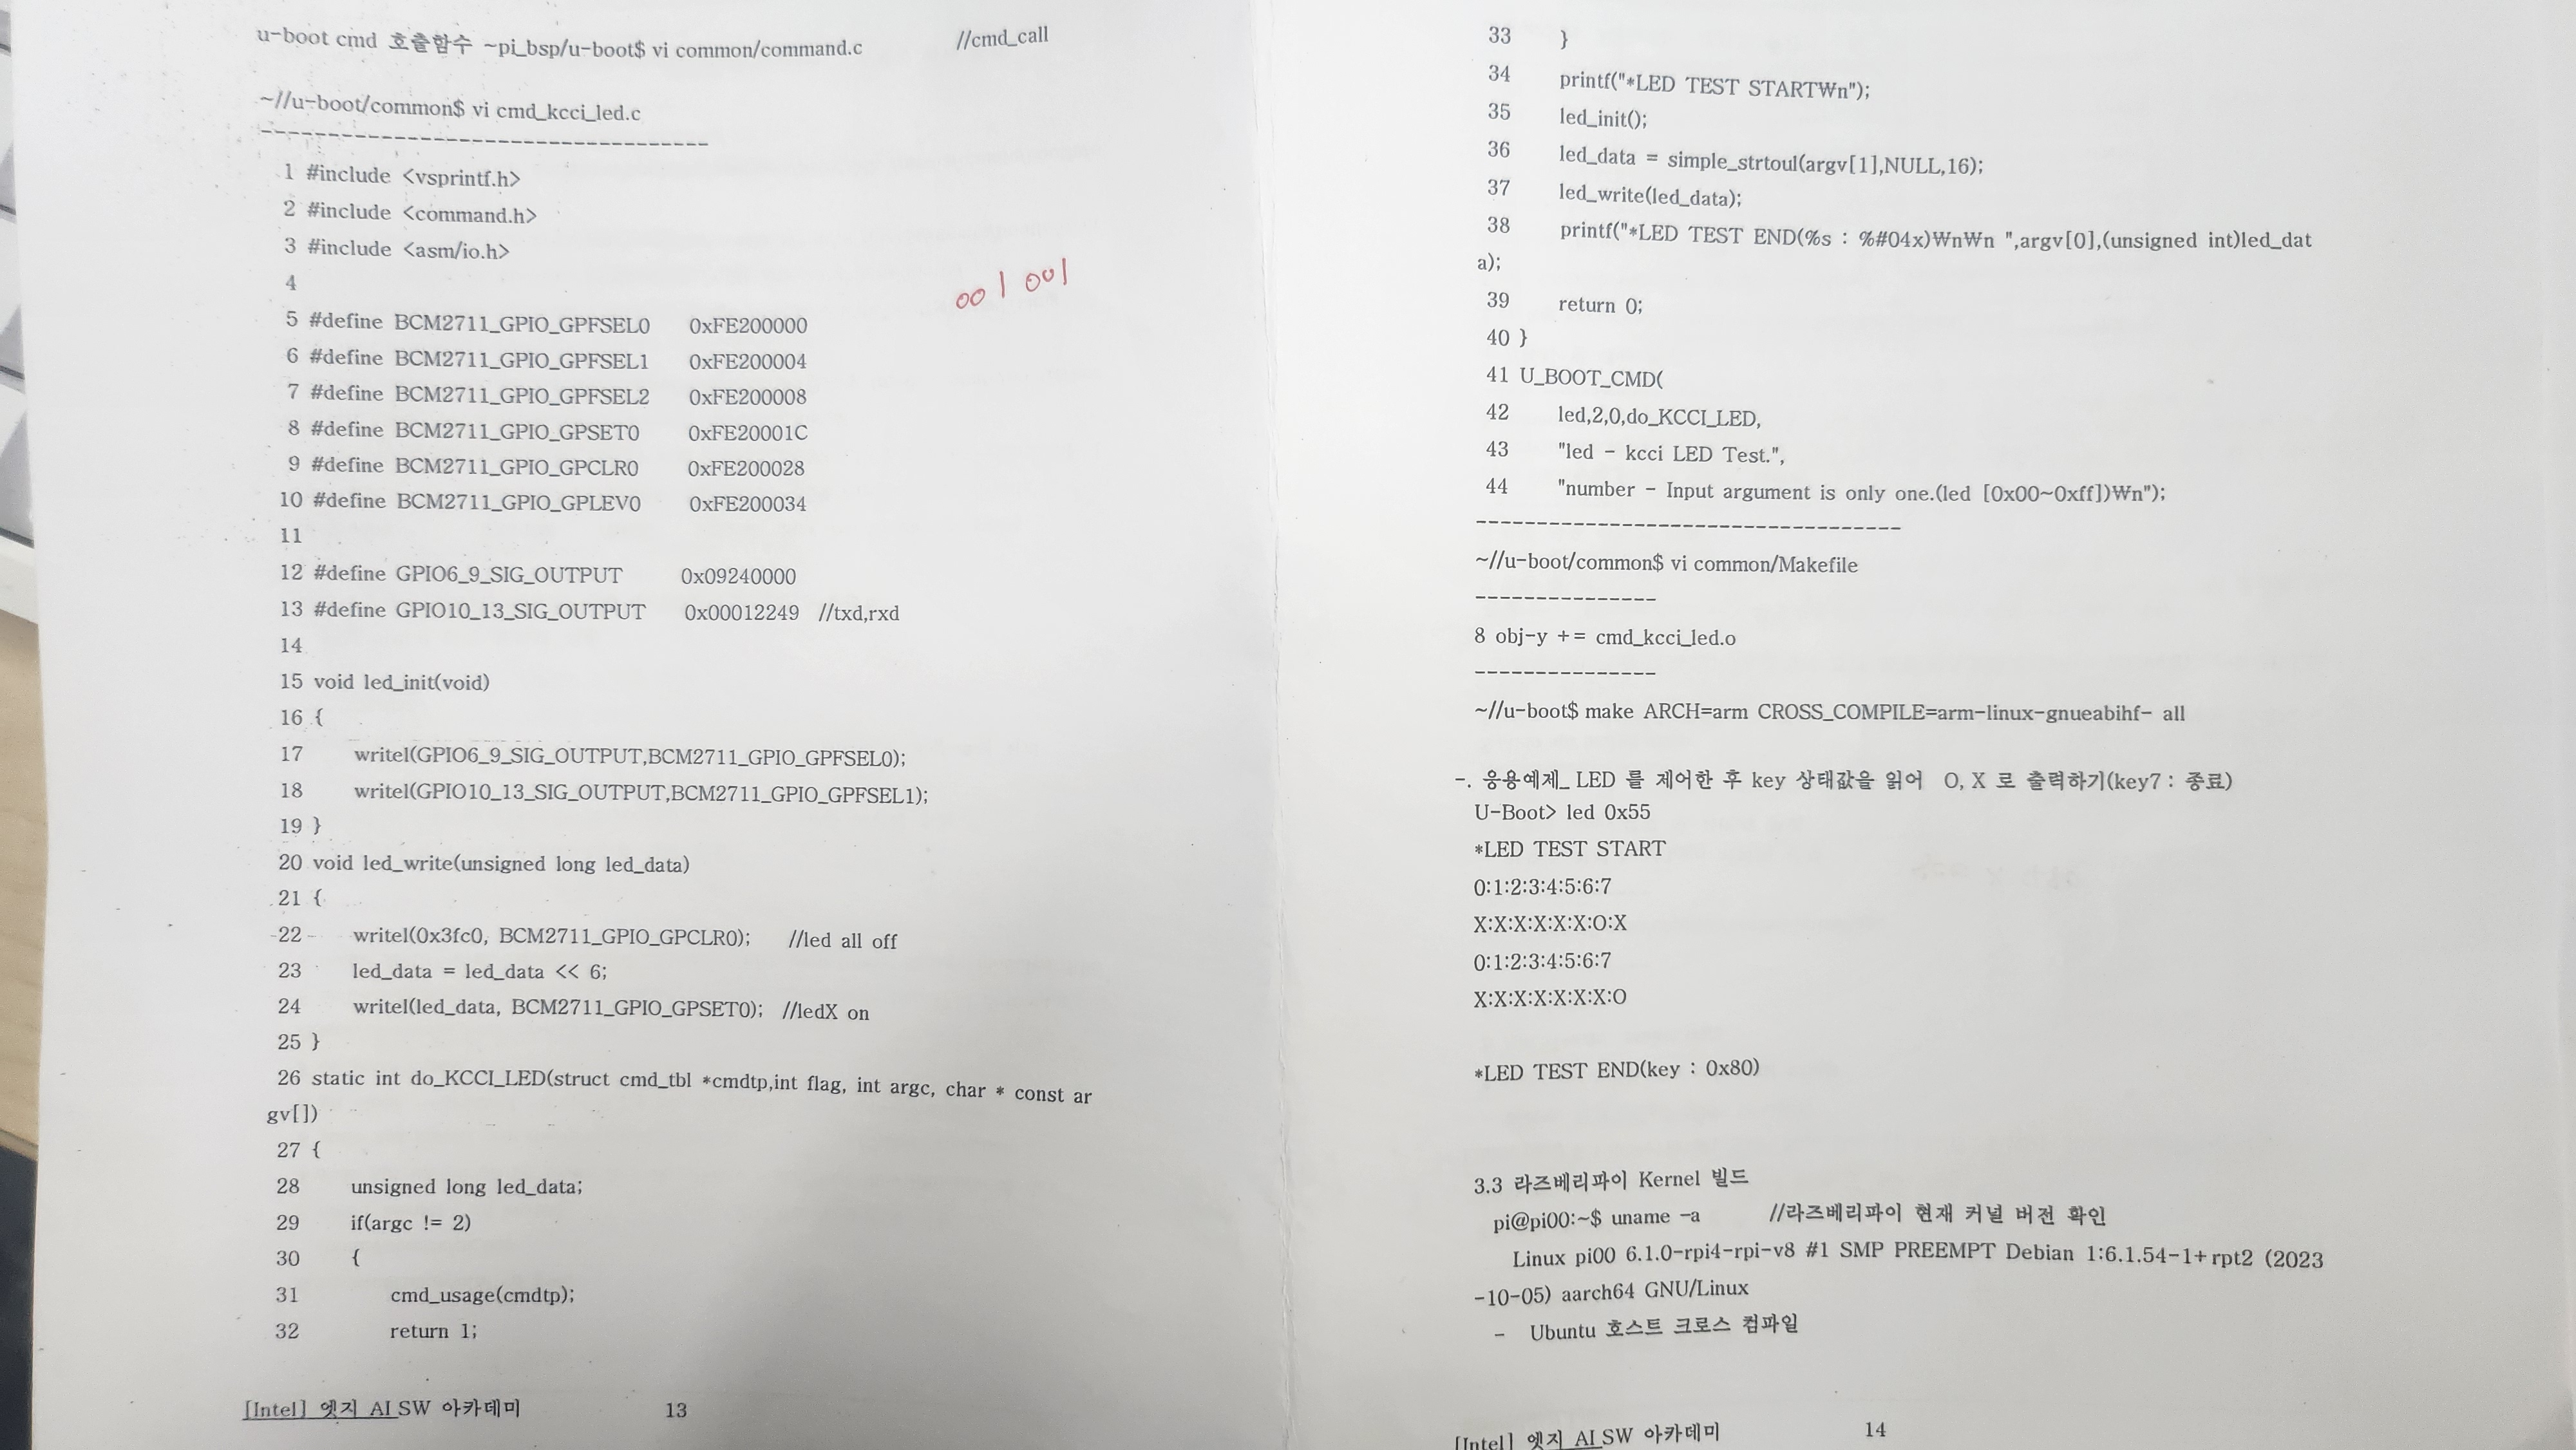 u-boot cmd 호출함수 ~pi_bsp/u-boot$ vi common/command.c //cmd_call
~//u-boot/common$ vi cmd_kcci_led.c
----------------------------------
1 #include <vsprintf.h>
2 #include <command.h>
3 #include <asm/io.h>
4
001 001
5 #define BCM2711_GPIO_GPFSEL0 0xFE200000
6 #define BCM2711_GPIO_GPFSEL1 0xFE200004
7 #define BCM2711_GPIO_GPFSEL2 0xFE200008
8 #define BCM2711_GPIO_GPSET0 0xFE20001C
9 #define BCM2711_GPIO_GPCLR0 0xFE200028
10 #define BCM2711_GPIO_GPLEV0 0xFE200034
11
12 #define GPIO6_9_SIG_OUTPUT 0x09240000
13 #define GPIO10_13_SIG_OUTPUT 0x00012249 //txd,rxd
14
15 void led_init(void)
16 {
17 writel(GPIO6_9_SIG_OUTPUT,BCM2711_GPIO_GPFSEL0);
18 writel(GPIO10_13_SIG_OUTPUT,BCM2711_GPIO_GPFSEL1);
19 }
20 void led_write(unsigned long led_data)
21 {
22 writel(0x3fc0, BCM2711_GPIO_GPCLR0); //led all off
23 led_data = led_data << 6;
24 writel(led_data, BCM2711_GPIO_GPSET0); //ledX on
25 }
26 static int do_KCCI_LED(struct cmd_tbl *cmdtp,int flag, int argc, char * const ar
gv[])
27 {
28 unsigned long led_data;
29 if(argc != 2)
30 {
31 cmd_usage(cmdtp);
32 return 1;
[Intel] 엣지 AI SW 아카데미 13
33 }
34 printf("*LED TEST START₩n");
35 led_init();
36 led_data = simple_strtoul(argv[1],NULL,16);
37 led_write(led_data);
38 printf("*LED TEST END(%s : %#04x)₩n₩n ",argv[0],(unsigned int)led_dat
a);
39 return 0;
40 }
41 U_BOOT_CMD(
42 led,2,0,do_KCCI_LED,
43 "led - kcci LED Test.",
44 "number - Input argument is only one.(led [0x00~0xff])₩n");
-----------------------------------
~//u-boot/common$ vi common/Makefile
---------------
8 obj-y += cmd_kcci_led.o
---------------
~//u-boot$ make ARCH=arm CROSS_COMPILE=arm-linux-gnueabihf- all
-. 응용예제_ LED 를 제어한 후 key 상태값을 읽어 O, X 로 출력하기(key7 : 종료)
U-Boot> led 0x55
*LED TEST START
0:1:2:3:4:5:6:7
X:X:X:X:X:X:O:X
0:1:2:3:4:5:6:7
X:X:X:X:X:X:X:O
*LED TEST END(key : 0x80)
3.3 라즈베리파이 Kernel 빌드
pi@pi00:~$ uname -a //라즈베리파이 현재 커널 버전 확인
Linux pi00 6.1.0-rpi4-rpi-v8 #1 SMP PREEMPT Debian 1:6.1.54-1+rpt2 (2023
-10-05) aarch64 GNU/Linux
- Ubuntu 호스트 크로스 컴파일
[Intel] 엣지 AI SW 아카데미 14